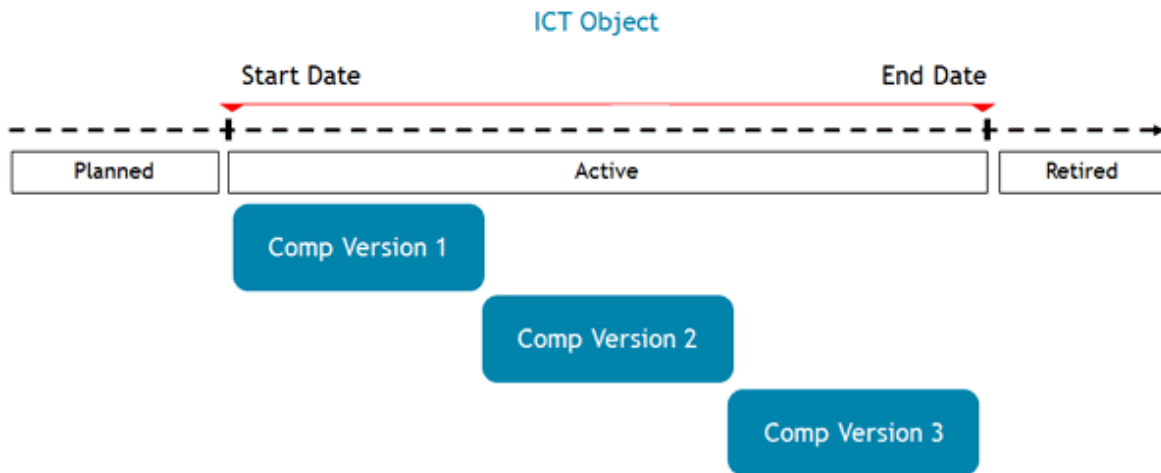 ICT Object
Start Date
End Date
Planned
Active
Retired
Comp Version 1
Comp Version 2
Comp Version 3